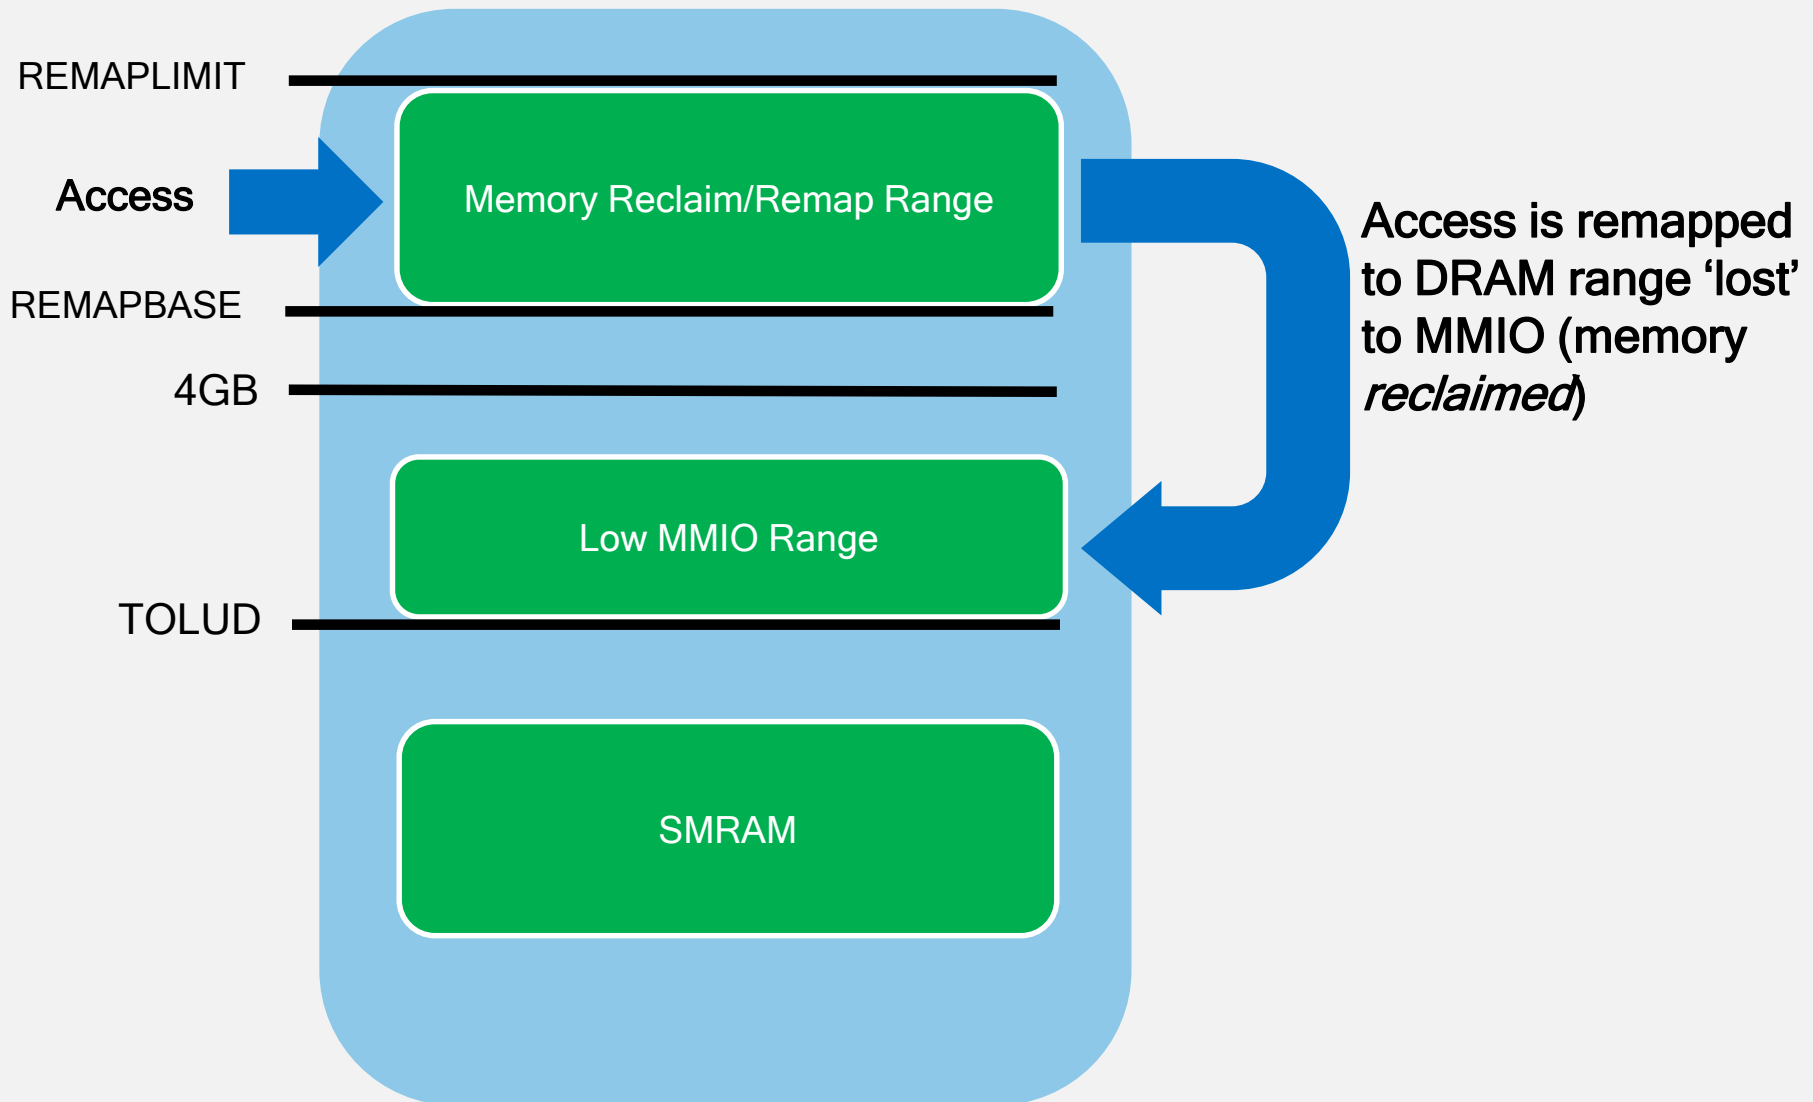 REMAPLIMIT
Access
Memory Reclaim/Remap Range
Access is remapped
to DRAM range ‘lost’
to MMIO (memory
reclaimed)
REMAPBASE
4GB
Low MMIO Range
TOLUD
SMRAM